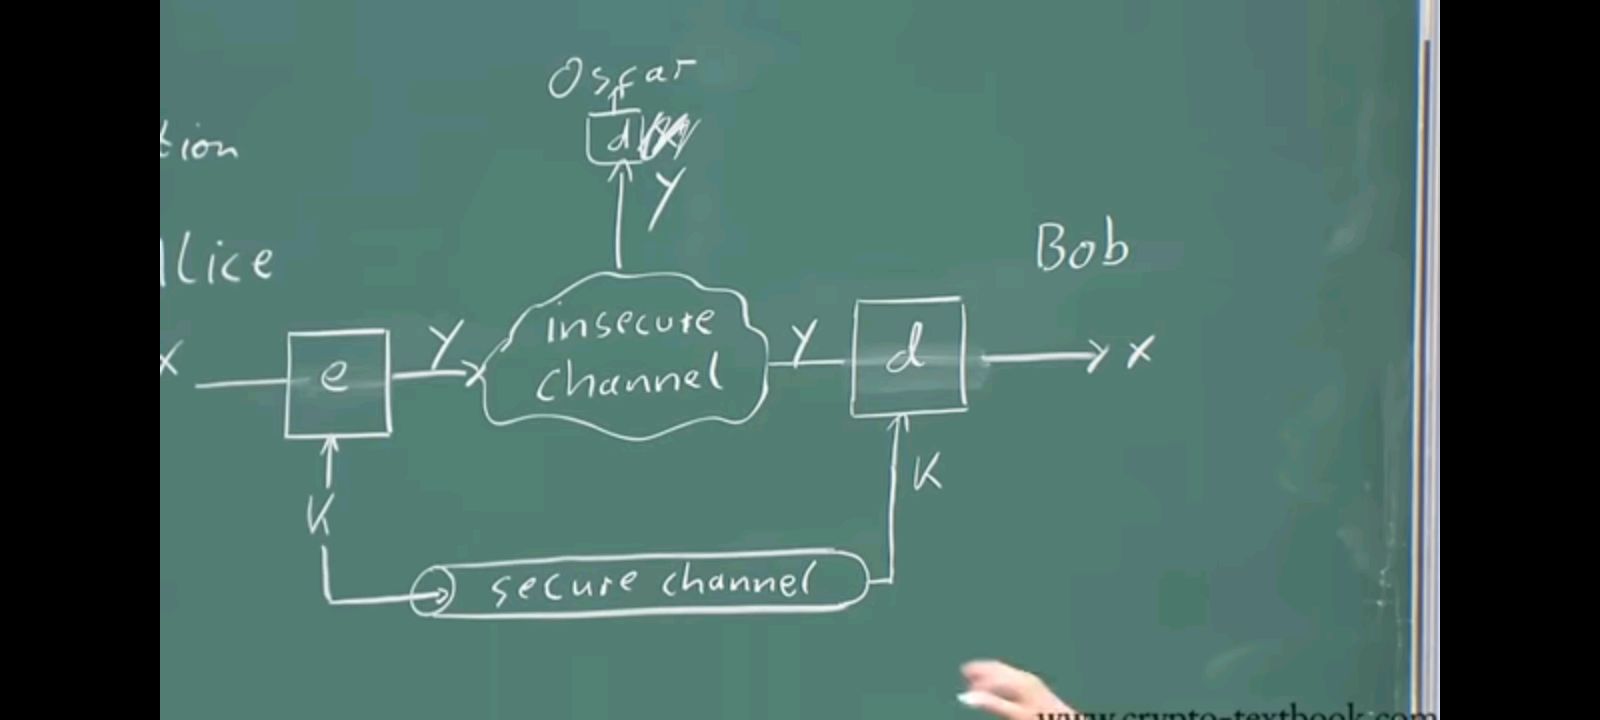 Oscar
d
tion
y
Bob
lice
insecure
y
y
x
e
channel
d
x
K
K
secure channel
www.crypto-textbook.com